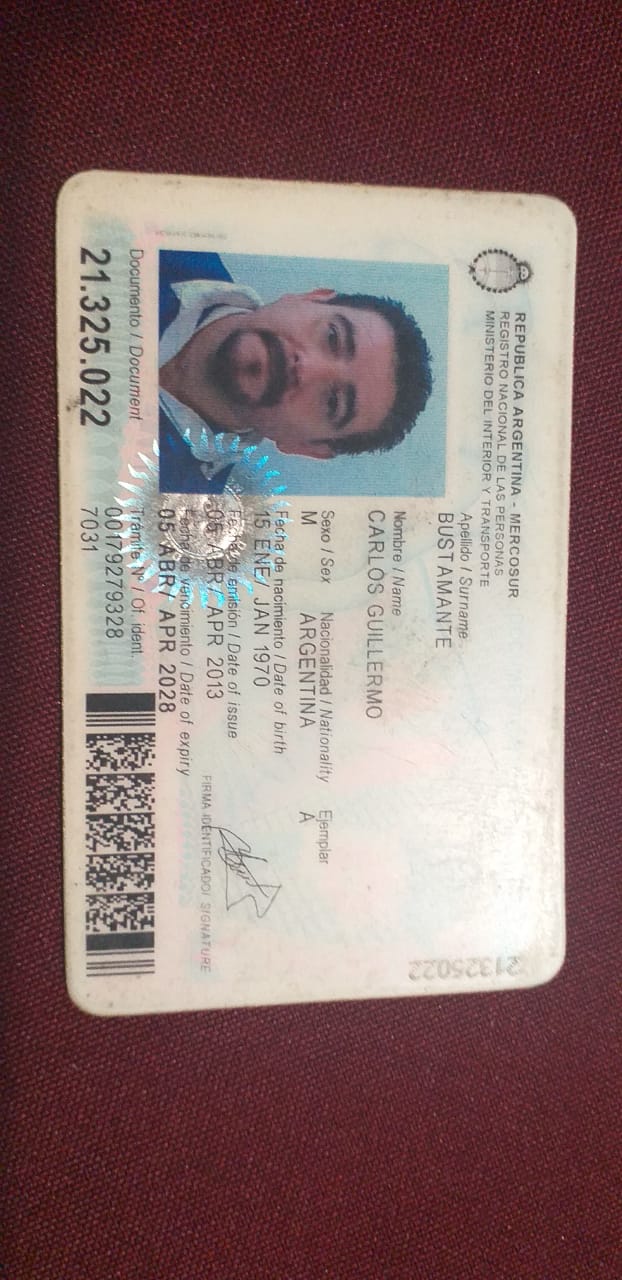 REPUBLICA ARGENTINA - MERCOSUR
REGISTRO NACIONAL DE LAS PERSONAS
MINISTERIO DEL INTERIOR Y TRANSPORTE
Apellido / Surname
BUSTAMANTE
Nombre / Name
CARLOS GUILLERMO
Sexo / Sex Nacionalidad / Nationality Ejemplar
M ARGENTINA A
Fecha de nacimiento / Date of birth
15 ENE/ JAN 1970
Fecha de emisión / Date of issue
05 ABR/ APR 2013
Fecha de vencimiento / Date of expiry
05 ABR/ APR 2028
FIRMA IDENTIFICADO/ SIGNATURE
Documento / Document
21.325.022
Trámite Nº / Of. ident.
00179279328
7031
21325022